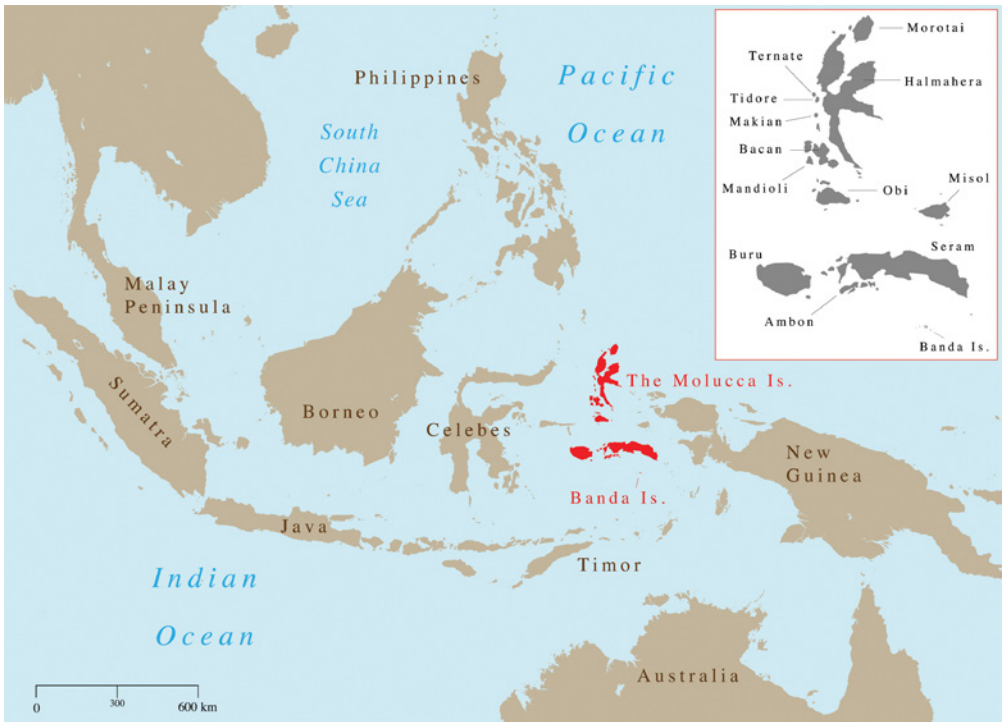 Philippines
Pacific
Ocean
South
China
Sea
Malay
Peninsula
Sumatra
Borneo
Celebes
The Molucca Is.
Banda Is.
New
Guinea
Java
Timor
Indian
Ocean
Australia
0
300
600 km
Morotai
Ternate
Halmahera
Tidore
Makian
Bacan
Mandioli
Obi
Misol
Buru
Seram
Ambon
Banda Is.